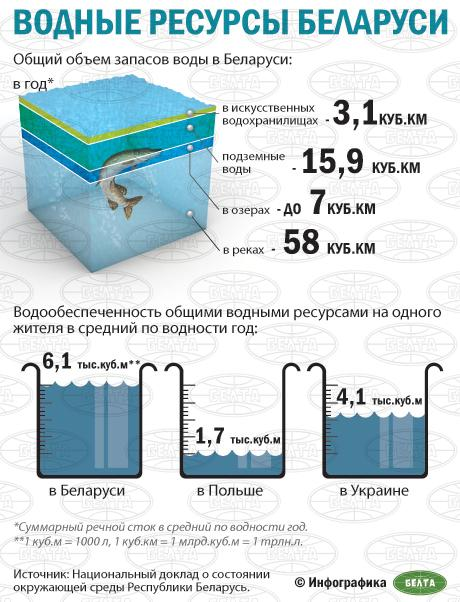 ВОДНЫЕ РЕСУРСЫ БЕЛАРУСИ
Общий объем запасов воды в Беларуси:
в год*
в искусственных
водохранилищах - 3,1 КУБ.КМ
подземные
воды - 15,9 КУБ.КМ
в озерах - ДО 7 КУБ.КМ
в реках - 58 КУБ.КМ
Водообеспеченность общими водными ресурсами на одного
жителя в средний по водности год:
6,1 тыс.куб.м**
1,7 тыс.куб.м
4,1 тыс.куб.м
в Беларуси
в Польше
в Украине
*Суммарный речной сток в средний по водности год.
**1 куб.м = 1000 л, 1 куб.км = 1 млрд.куб.м = 1 трлн.л.
Источник: Национальный доклад о состоянии
окружающей среды Республики Беларусь.
© Инфографика БЕЛТА